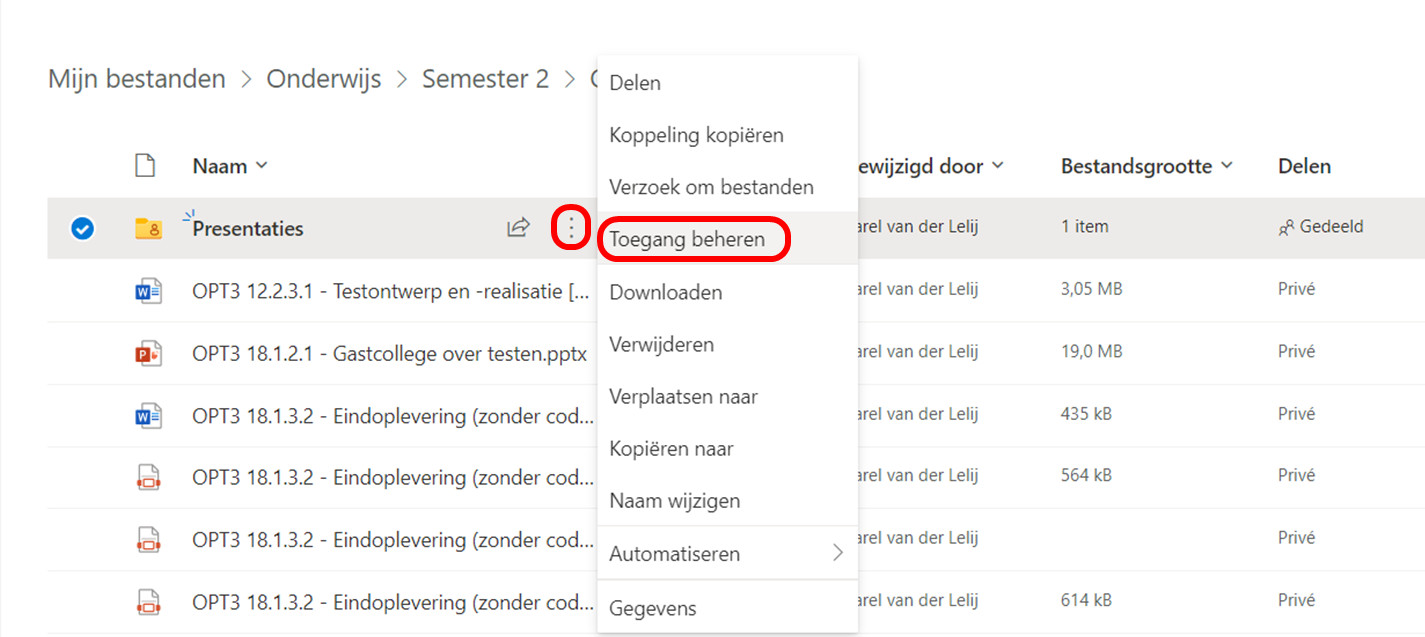 Mijn bestanden > Onderwijs > Semester 2 >
Naam Bestandsgrootte Delen
Presentaties 1 item Gedeeld
OPT3 12.2.3.1 - Testontwerp en -realisatie [... van der Lelij 3,05 MB Privé
OPT3 18.1.2.1 - Gastcollege over testen.pptx van der Lelij 19,0 MB Privé
OPT3 18.1.3.2 - Eindoplevering (zonder cod... van der Lelij 435 kB Privé
OPT3 18.1.3.2 - Eindoplevering (zonder cod... van der Lelij 564 kB Privé
OPT3 18.1.3.2 - Eindoplevering (zonder cod... van der Lelij Privé
OPT3 18.1.3.2 - Eindoplevering (zonder cod... van der Lelij 614 kB Privé
Delen
Koppeling kopiëren
Verzoek om bestanden
Toegang beheren
Downloaden
Verwijderen
Verplaatsen naar
Kopiëren naar
Naam wijzigen
Automatiseren >
Gegevens
ewijzigd door
arel van der Lelij